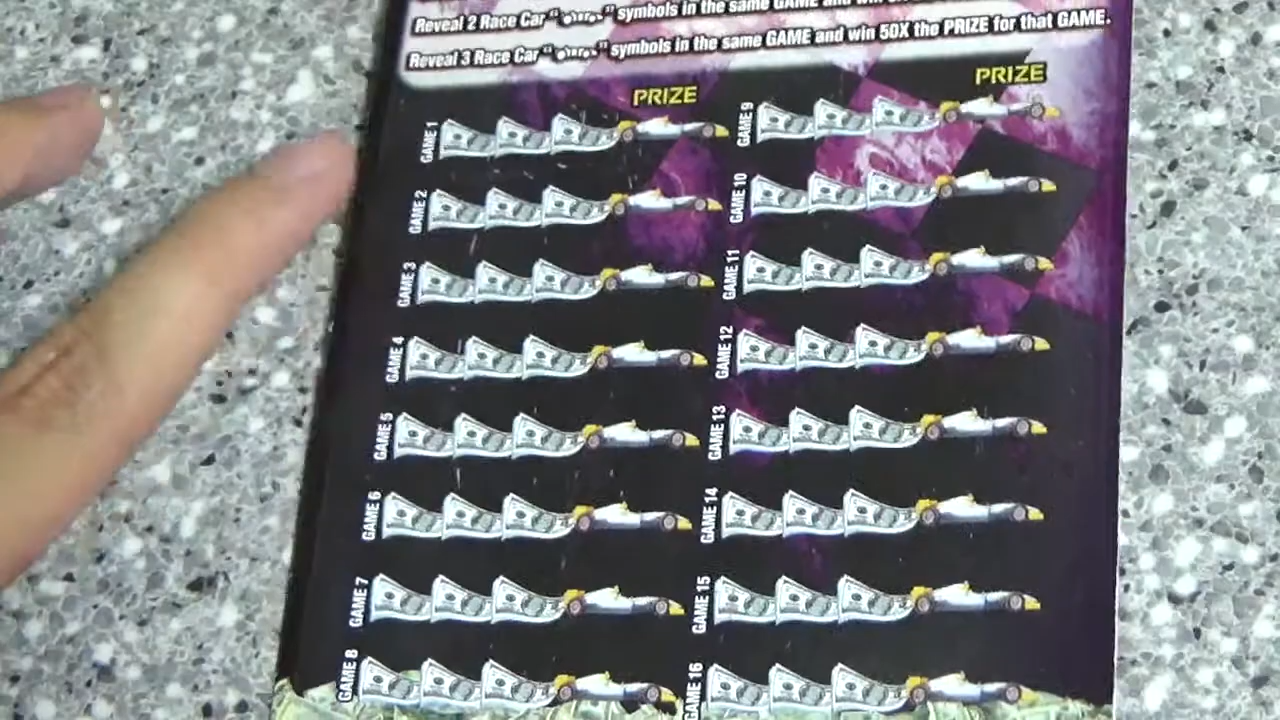 Reveal 2 Race Car "" symbols in the same GAME and win
Reveal 3 Race Car "" symbols in the same GAME and win 50X the PRIZE for that GAME.
PRIZE PRIZE
GAME 1 GAME 9
GAME 2 GAME 10
GAME 3 GAME 11
GAME 4 GAME 12
GAME 5 GAME 13
GAME 6 GAME 14
GAME 7 GAME 15
GAME 8 GAME 16